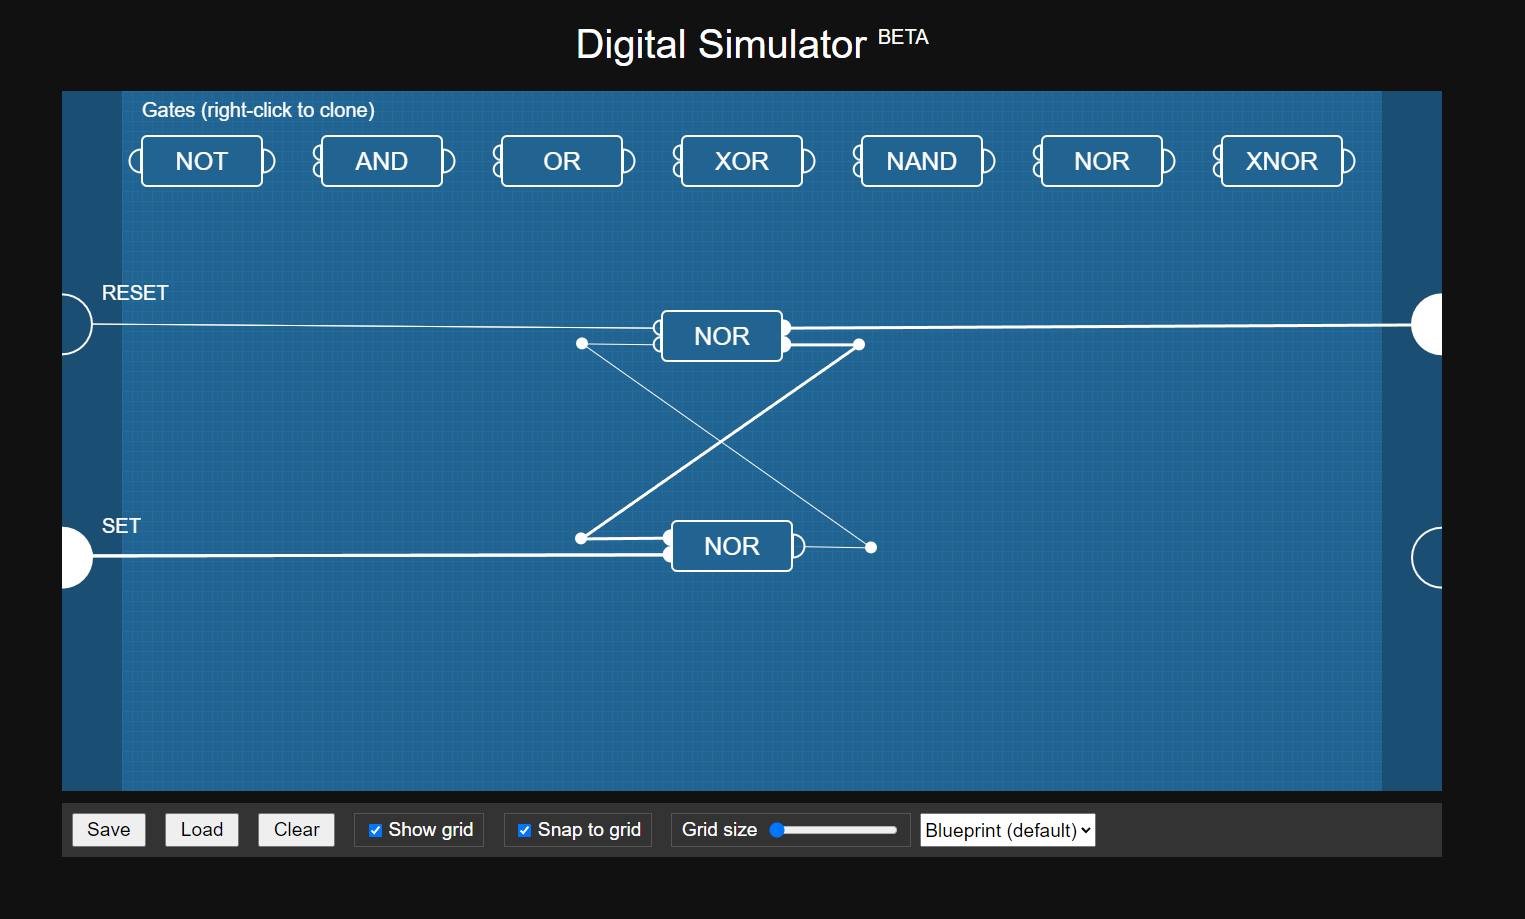 Digital Simulator BETA
Gates (right-click to clone)
NOT AND OR XOR NAND NOR XNOR
RESET
NOR
SET
NOR
Save Load Clear Show grid Snap to grid Grid size Blueprint (default)